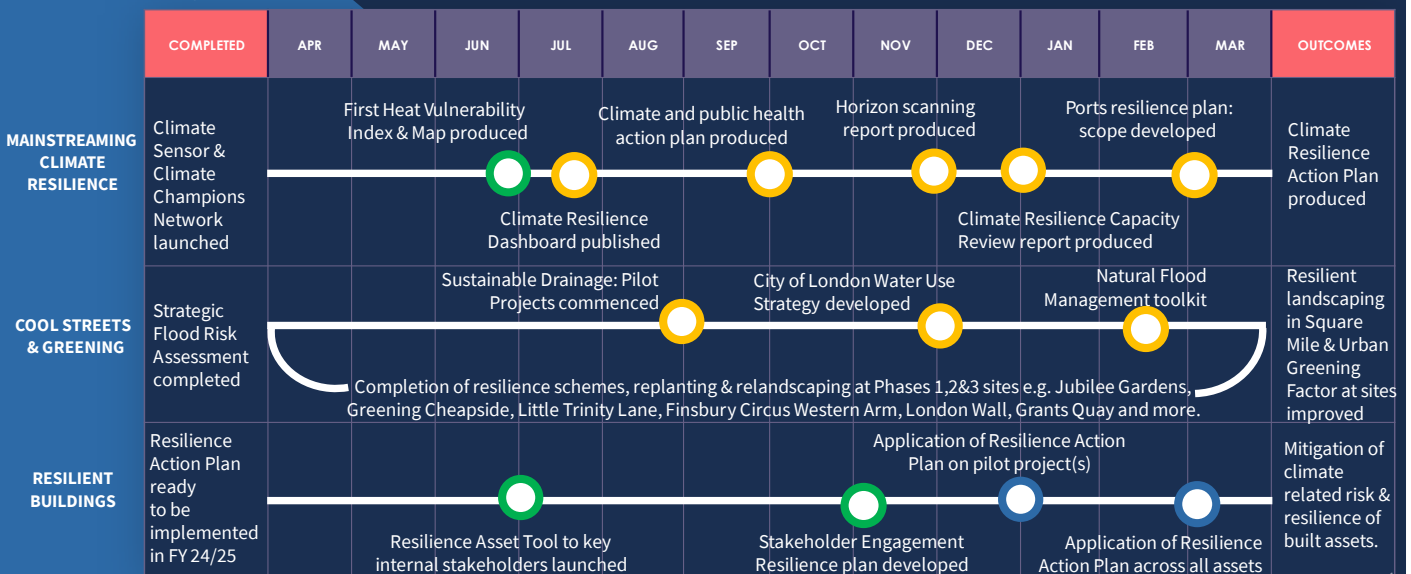 COMPLETED
APR
MAY
JUN
JUL
AUG
SEP
OCT
NOV
DEC
JAN
FEB
MAR
OUTCOMES
MAINSTREAMING
CLIMATE
RESILIENCE
Climate
Sensor &
Climate
Champions
Network
launched
First Heat Vulnerability
Index & Map produced
Climate Resilience
Dashboard published
Climate and public health
action plan produced
Horizon scanning
report produced
Climate Resilience Capacity
Review report produced
Ports resilience plan:
scope developed
Climate
Resilience
Action Plan
produced
COOL STREETS
& GREENING
Strategic
Flood Risk
Assessment
completed
Sustainable Drainage: Pilot
Projects commenced
City of London Water Use
Strategy developed
Natural Flood
Management toolkit
Completion of resilience schemes, replanting & relandscaping at Phases 1,2&3 sites e.g. Jubilee Gardens,
Greening Cheapside, Little Trinity Lane, Finsbury Circus Western Arm, London Wall, Grants Quay and more.
Resilient
landscaping
in Square
Mile & Urban
Greening
Factor at sites
improved
RESILIENT
BUILDINGS
Resilience
Action Plan
ready
to be
implemented
in FY 24/25
Resilience Asset Tool to key
internal stakeholders launched
Stakeholder Engagement
Resilience plan developed
Application of Resilience Action
Plan on pilot project(s)
Application of Resilience
Action Plan across all assets
Mitigation of
climate
related risk &
resilience of
built assets.